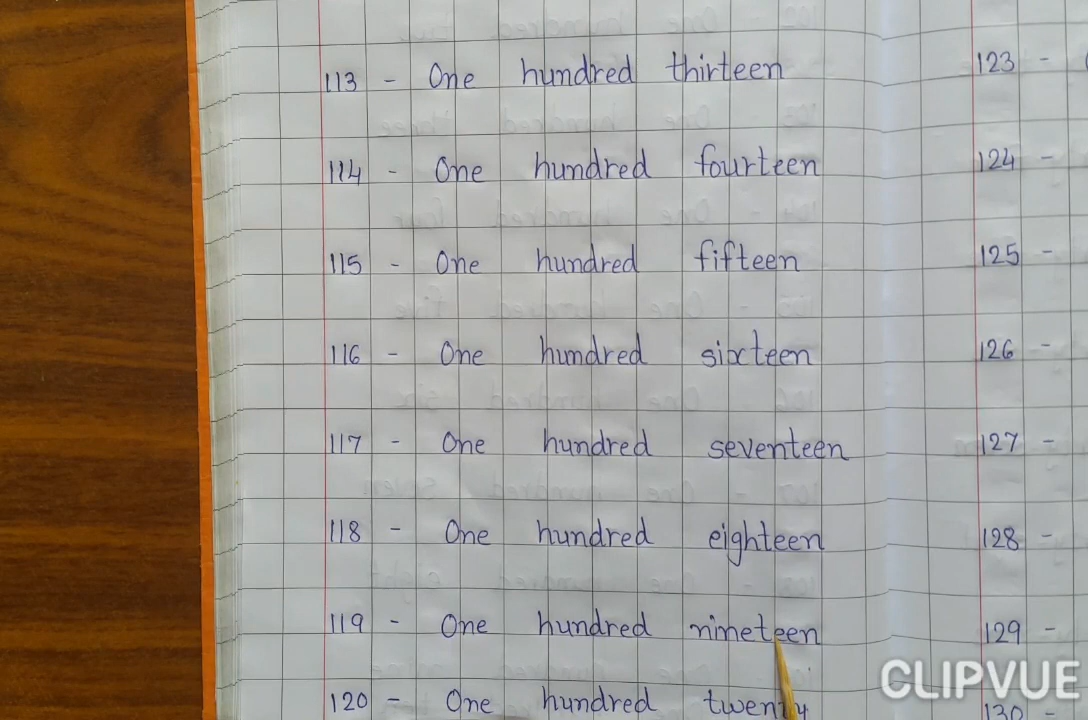 113 - One hundred thirteen
114 - One hundred fourteen
115 - One hundred fifteen
116 - One hundred sixteen
117 - One hundred seventeen
118 - One hundred eighteen
119 - One hundred nineteen
120 - One hundred twenty
123 -
124 -
125 -
126 -
127 -
128 -
129 -
130 -
CLIPVUE